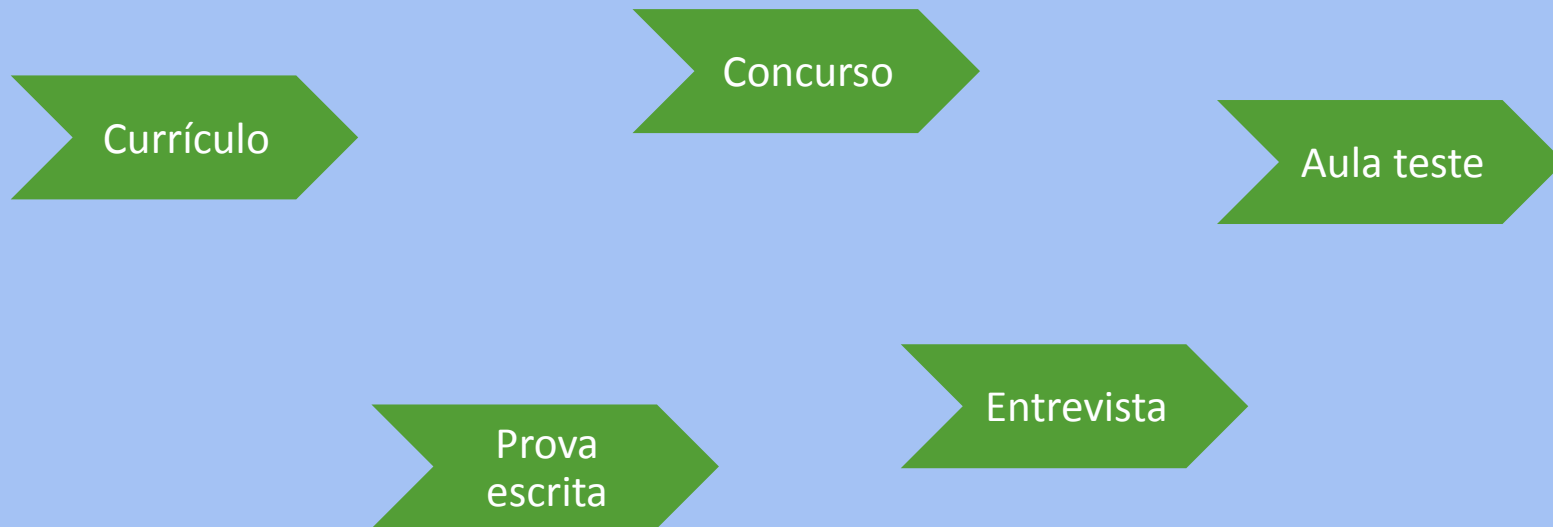 Currículo
Concurso
Aula teste
Prova
escrita
Entrevista